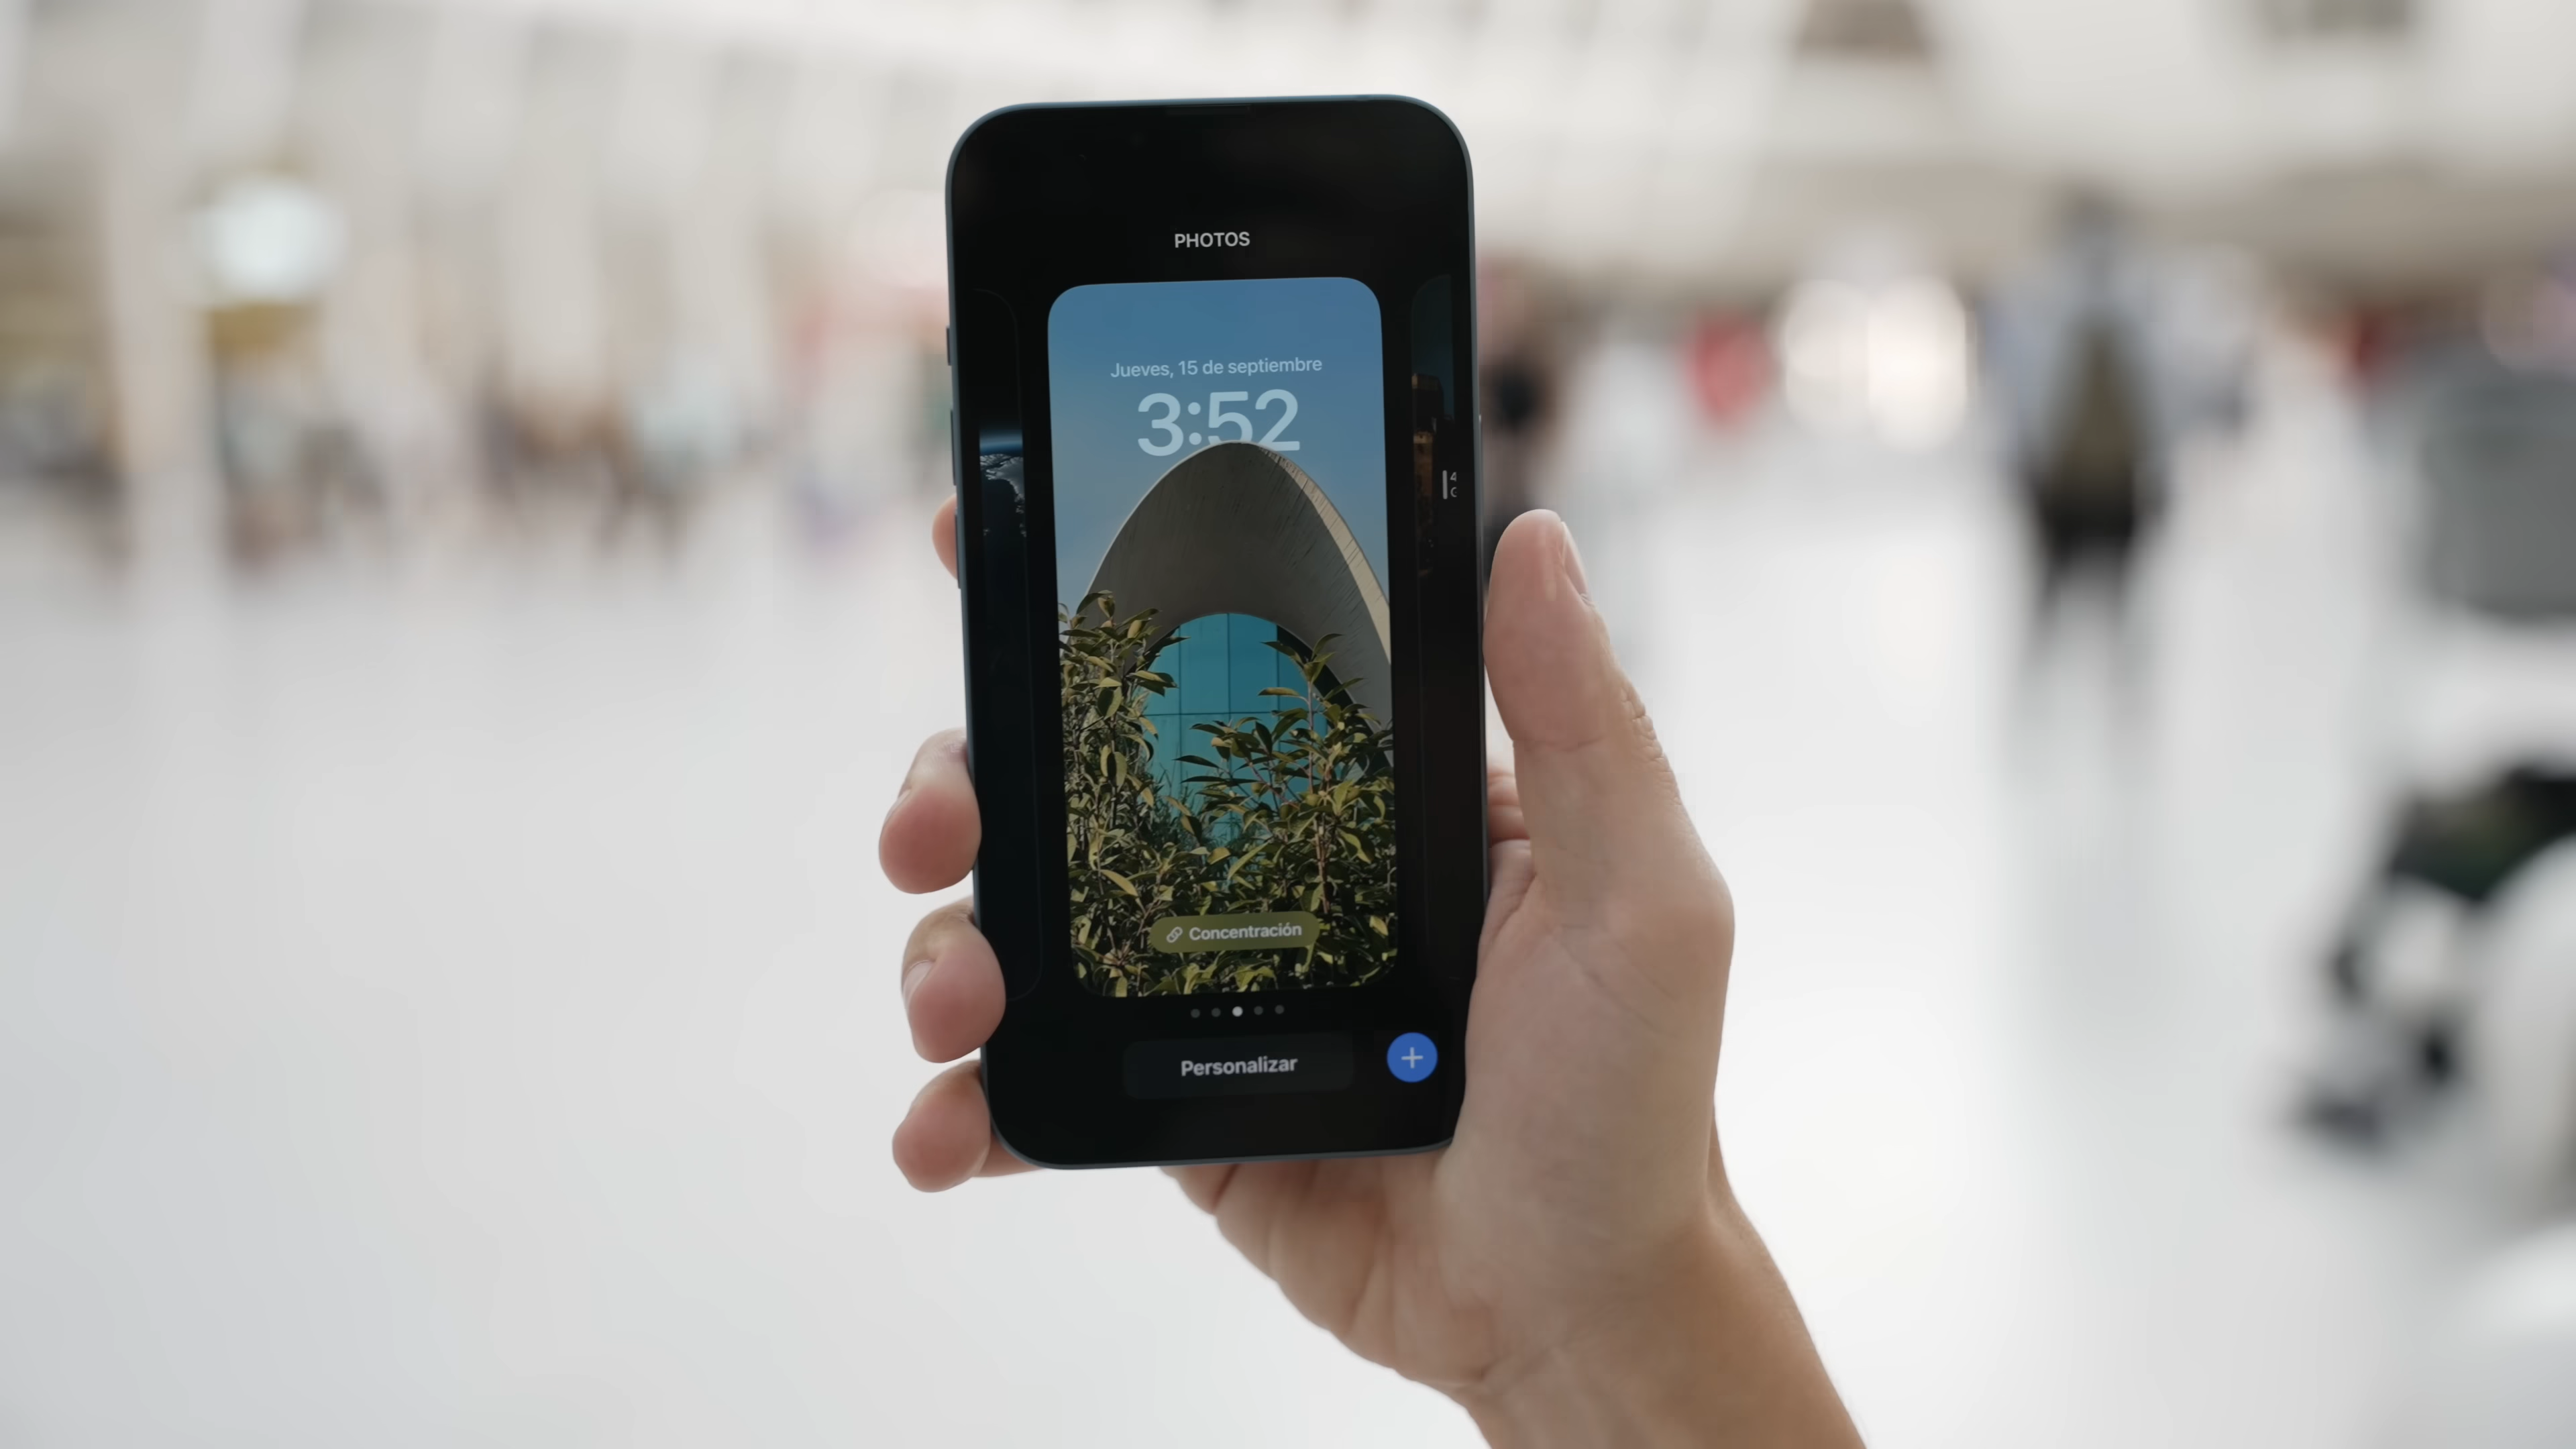 PHOTOS
Jueves, 15 de septiembre
3:52
Concentración
Personalizar